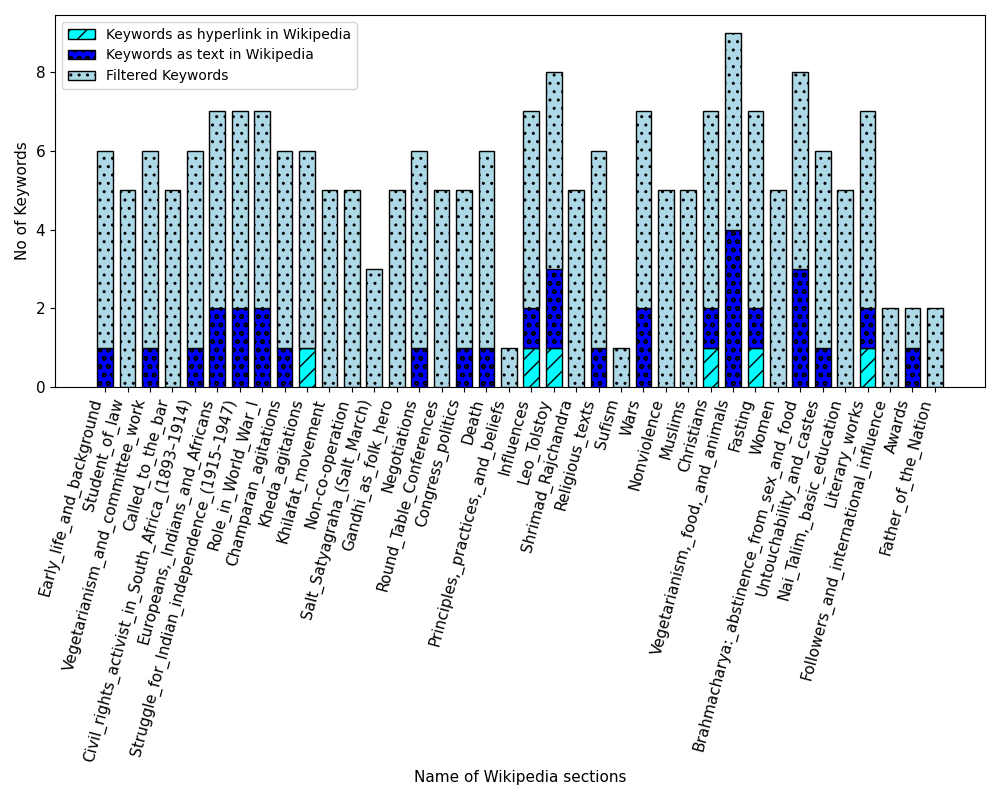 Keywords as hyperlink in Wikipedia
Keywords as text in Wikipedia
Filtered Keywords
No of Keywords
8
6
4
2
0
Early_life_and_background
Student_of_law
Vegetarianism_and_committee_work
Called_to_the_bar
Civil_rights_activist_in_South_Africa_(1893-1914)
Europeans,_Indians_and_Africans
Struggle_for_Indian_independence_(1915-1947)
Role_in_World_War_I
Champaran_agitations
Kheda_agitations
Khilafat_movement
Non-co-operation
Salt_Satyagraha_(Salt_March)
Gandhi_as_folk_hero
Negotiations
Round_Table_Conferences
Congress_politics
Death
Principles,_practices,_and_beliefs
Influences
Leo_Tolstoy
Shrimad_Rajchandra
Religious_texts
Sufism
Wars
Nonviolence
Muslims
Christians
Vegetarianism,_food,_and_animals
Fasting
Women
Brahmacharya:_abstinence_from_sex_and_food
Untouchability_and_castes
Nai_Talim,_basic_education
Literary_works
Followers_and_international_influence
Awards
Father_of_the_Nation
Name of Wikipedia sections